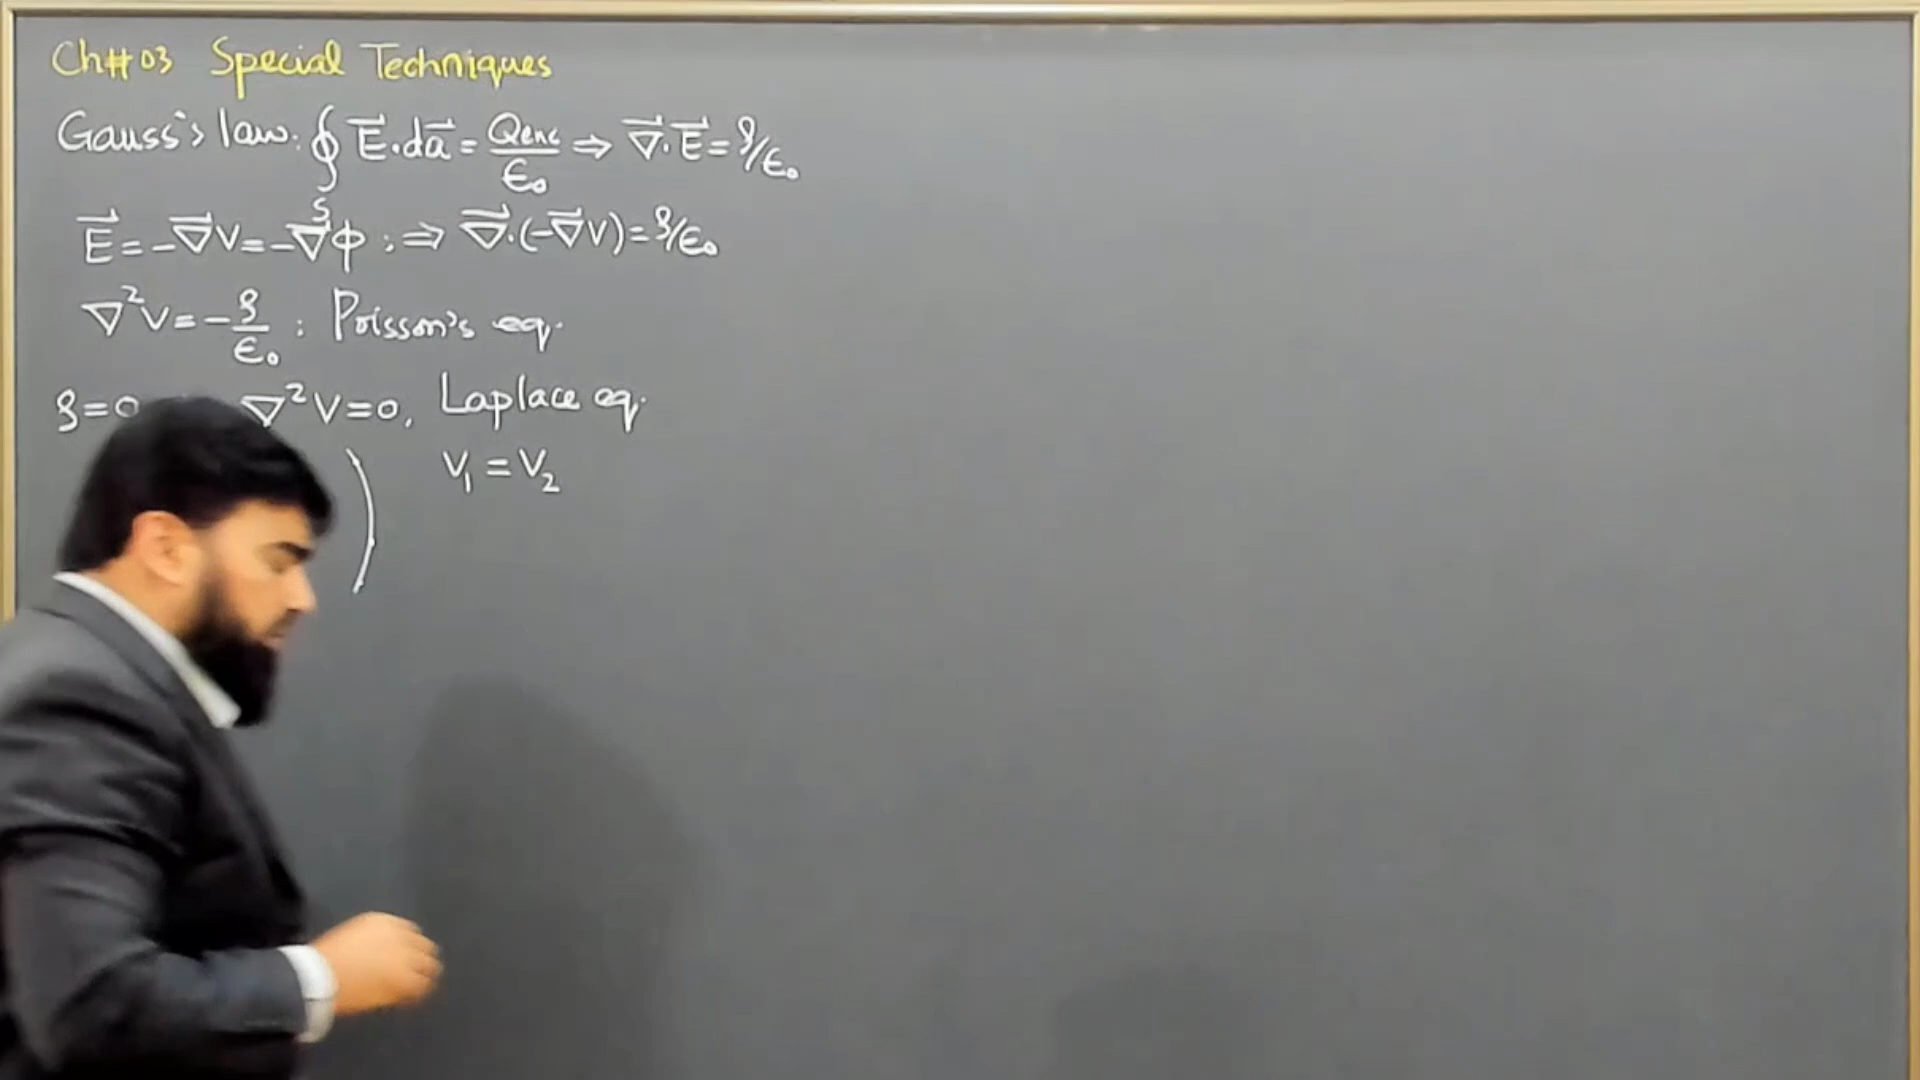 Ch# 03 Special Techniques
Gauss's law: ∮ₛ E⃗·da⃗ = Qenc/ϵ₀ ⇒ ∇⃗·E⃗ = ρ/ϵ₀
E⃗ = -∇⃗V = -∇⃗ϕ ; ⇒ ∇⃗·(-∇⃗V) = ρ/ϵ₀
∇²V = -ρ/ϵ₀ : Poisson's eq.
ρ=0 ∇²V=0, Laplace eq.
V₁ = V₂